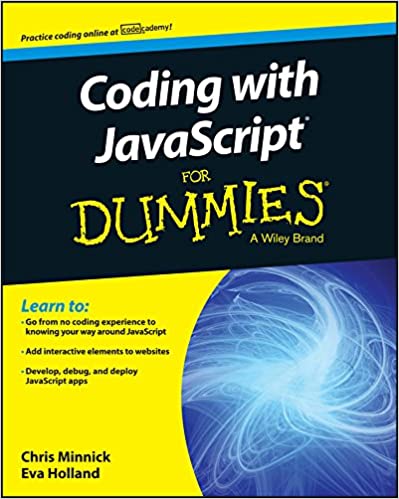 Practice coding online at codecademy!
Coding with
JavaScript®
FOR
DUMMIES®
A Wiley Brand
Learn to:
• Go from no coding experience to
knowing your way around JavaScript
• Add interactive elements to websites
• Develop, debug, and deploy
JavaScript apps
Chris Minnick
Eva Holland